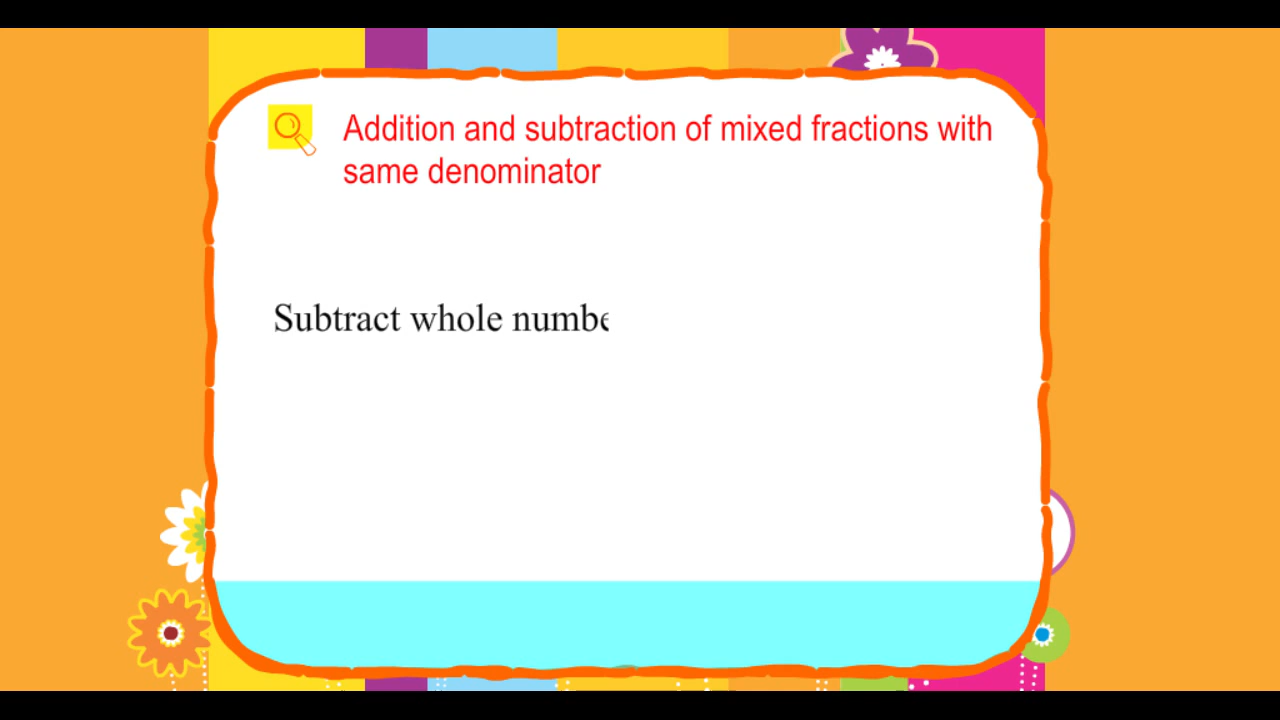 Addition and subtraction of mixed fractions with
same denominator
Subtract whole numbe